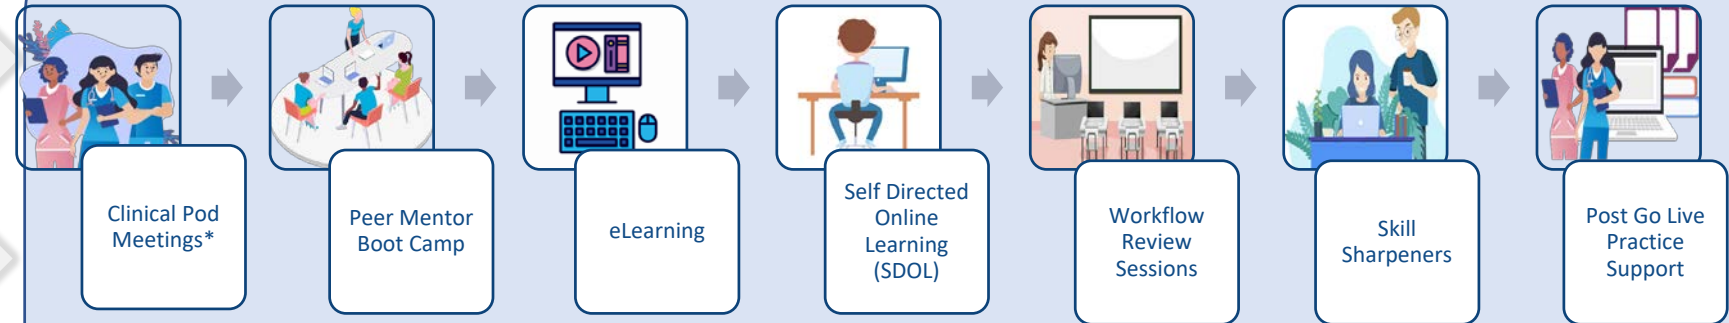 Clinical Pod
Meetings*
Peer Mentor
Boot Camp
eLearning
Self Directed
Online
Learning
(SDOL)
Workflow
Review
Sessions
Skill
Sharpeners
Post Go Live
Practice
Support